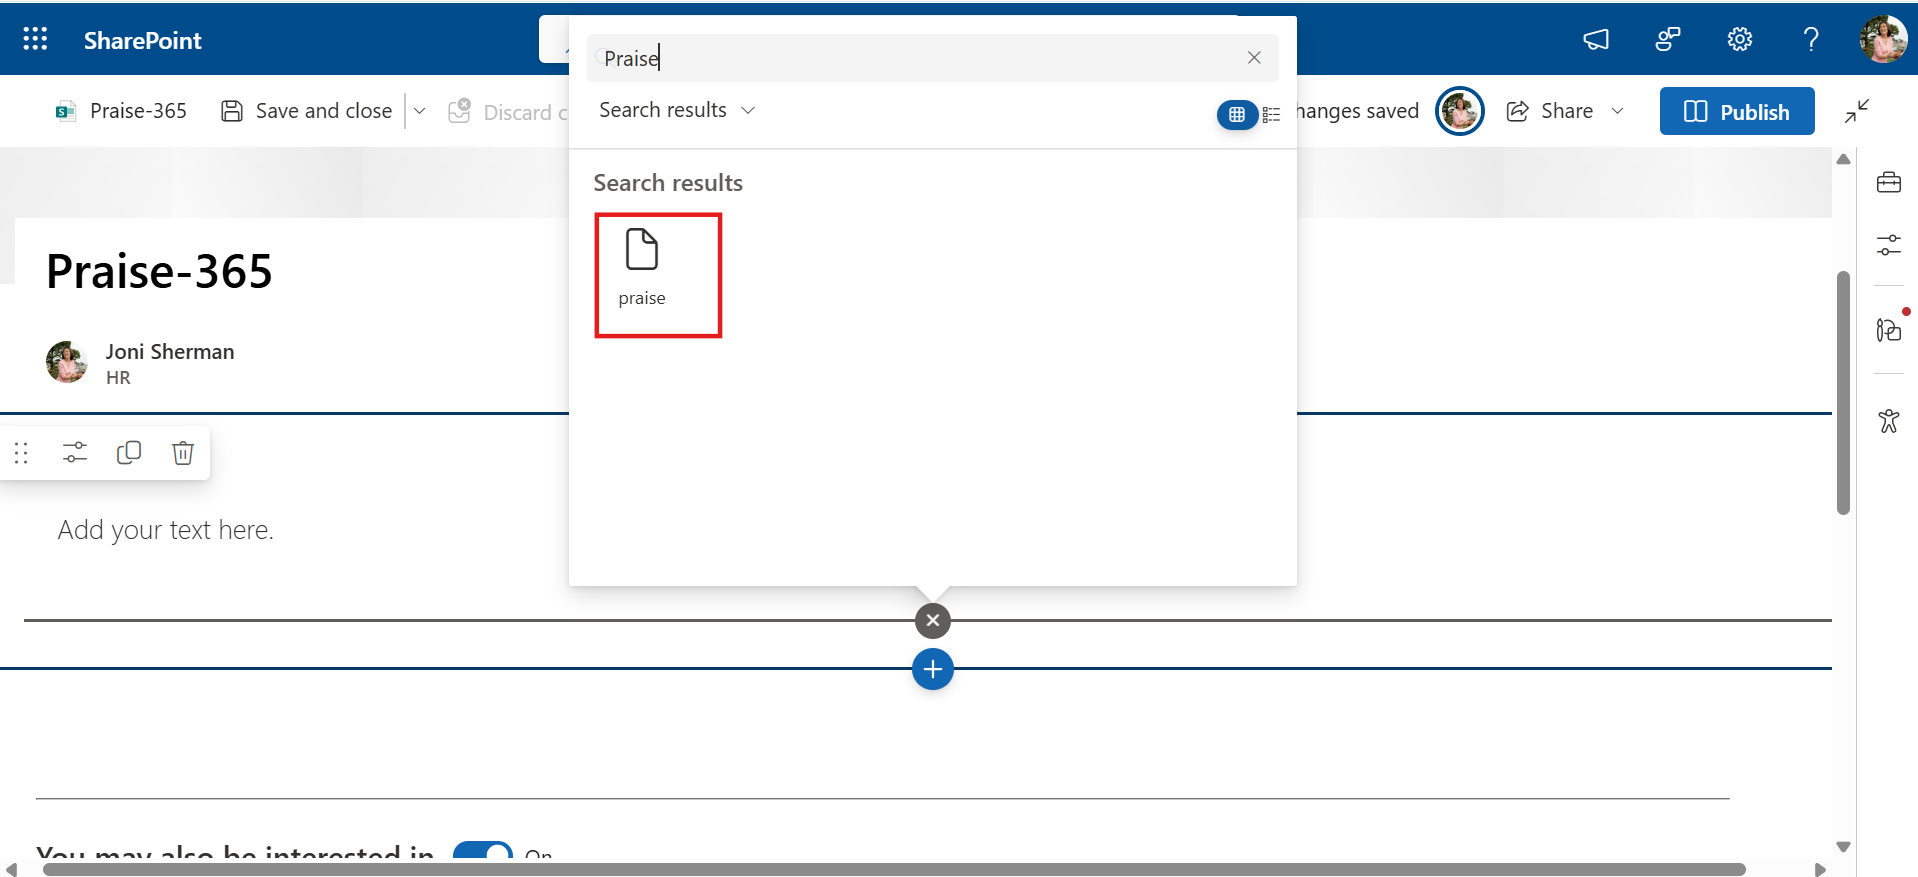 SharePoint
Praise
Praise-365
Save and close
Discard c
Search results
hanges saved
Share
Publish
Search results
praise
Praise-365
Joni Sherman
HR
Add your text here.
You may also be interested in
On